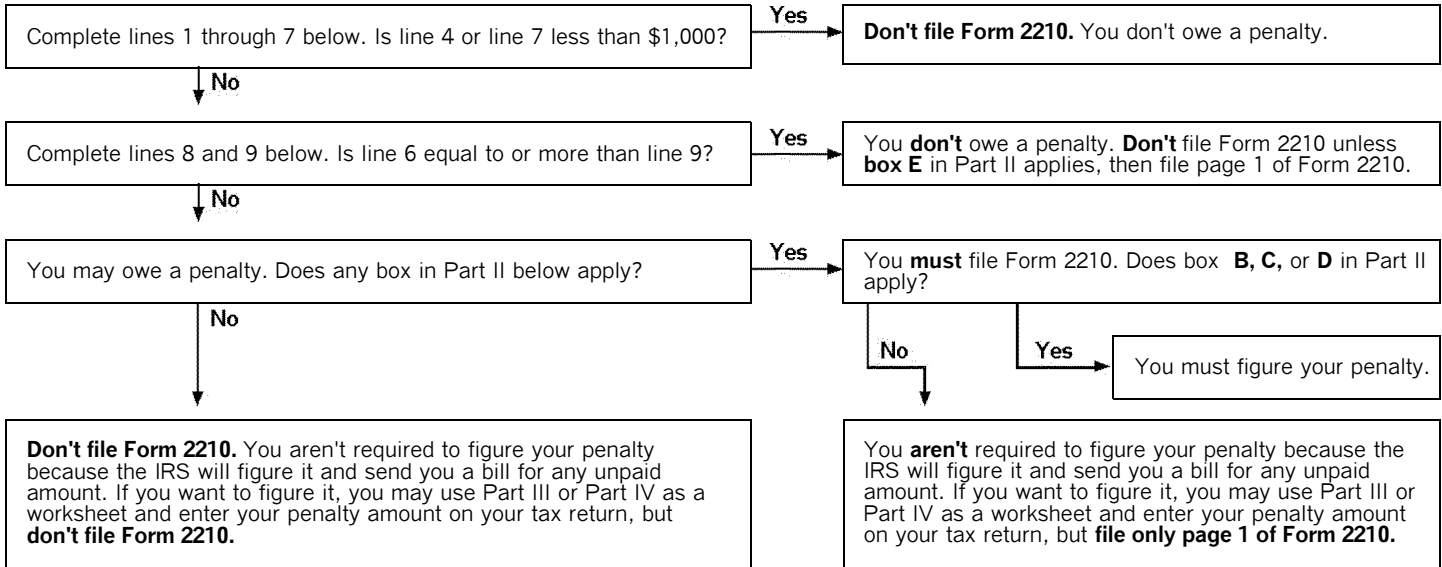 Complete lines 1 through 7 below. Is line 4 or line 7 less than $1,000?
Yes
Don't file Form 2210. You don't owe a penalty.
No
Complete lines 8 and 9 below. Is line 6 equal to or more than line 9?
Yes
You don't owe a penalty. Don't file Form 2210 unless
box E in Part II applies, then file page 1 of Form 2210.
No
You may owe a penalty. Does any box in Part II below apply?
Yes
You must file Form 2210. Does box B, C, or D in Part II
apply?
No
No
Yes
You must figure your penalty.
Don't file Form 2210. You aren't required to figure your penalty
because the IRS will figure it and send you a bill for any unpaid
amount. If you want to figure it, you may use Part III or Part IV as a
worksheet and enter your penalty amount on your tax return, but
don't file Form 2210.
You aren't required to figure your penalty because the
IRS will figure it and send you a bill for any unpaid
amount. If you want to figure it, you may use Part III or
Part IV as a worksheet and enter your penalty amount
on your tax return, but file only page 1 of Form 2210.